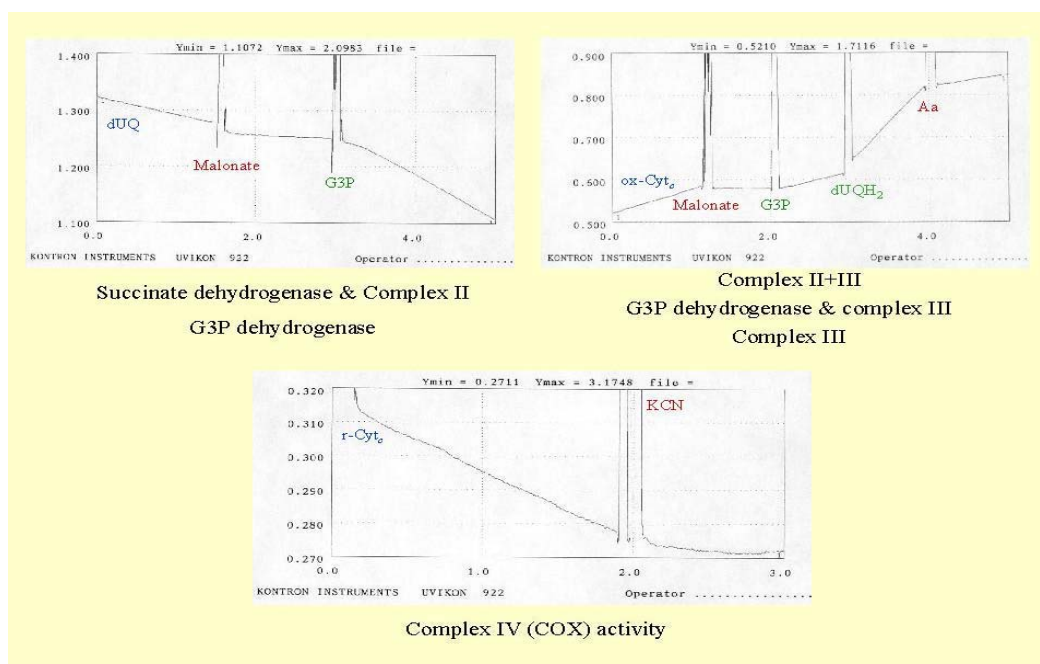 Ymin = 1.1072 Ymax = 2.0983 file =
1.400
1.300
1.200
1.100
dUQ
Malonate
G3P
0.0 2.0 4.0
KONTRON INSTRUMENTS UVIKON 922 Operator ..............
Succinate dehydrogenase & Complex II
G3P dehydrogenase
Ymin = 0.5210 Ymax = 1.7116 file =
0.900
0.800
0.700
0.600
0.500
ox-Cytc
Malonate
G3P
dUQH2
Aa
0.0 2.0 4.0
KONTRON INSTRUMENTS UVIKON 922 Operator ..............
Complex II+III
G3P dehydrogenase & complex III
Complex III
Ymin = 0.2711 Ymax = 3.1748 file =
0.320
0.310
0.300
0.290
0.280
0.270
r-Cytc
KCN
0.0 1.0 2.0 3.0
KONTRON INSTRUMENTS UVIKON 922 Operator ..............
Complex IV (COX) activity